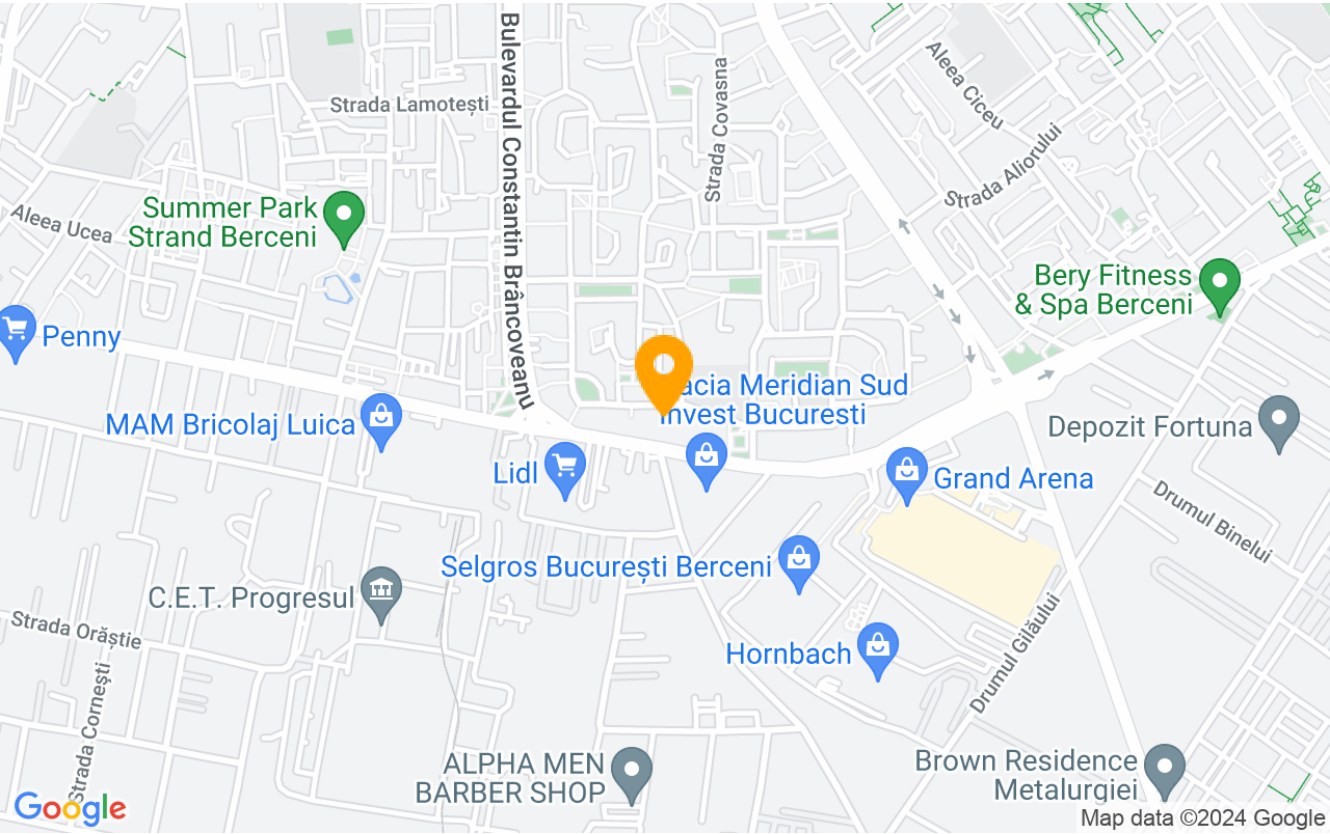 Bulevardul Constantin Brâncoveanu
Strada Lamotești
Strada Covasna
Aleea Ciceu
Strada Aliorului
Aleea Ucea
Summer Park
Strand Berceni
Bery Fitness
& Spa Berceni
Penny
acia Meridian Sud
Invest Bucuresti
MAM Bricolaj Luica
Depozit Fortuna
Lidl
Grand Arena
Drumul Binelui
Selgros București Berceni
C.E.T. Progresul
Strada Orăștie
Hornbach
Drumul Gilăului
Strada Cornești
ALPHA MEN
BARBER SHOP
Brown Residence
Metalurgiei
Google
Map data ©2024 Google